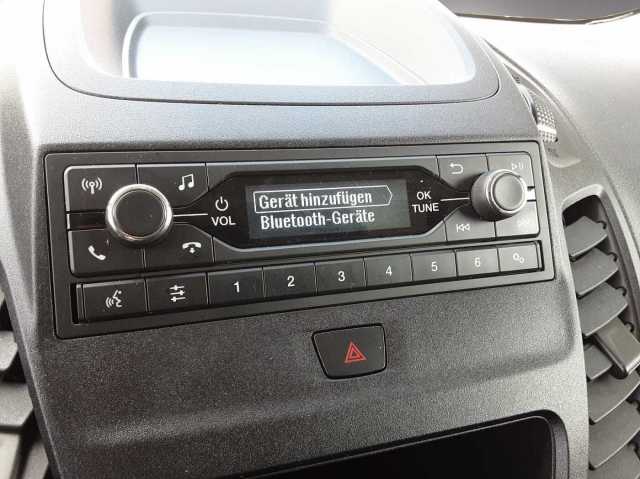 Gerät hinzufügen
Bluetooth-Geräte
VOL
OK
TUNE
1 2 3 4 5 6